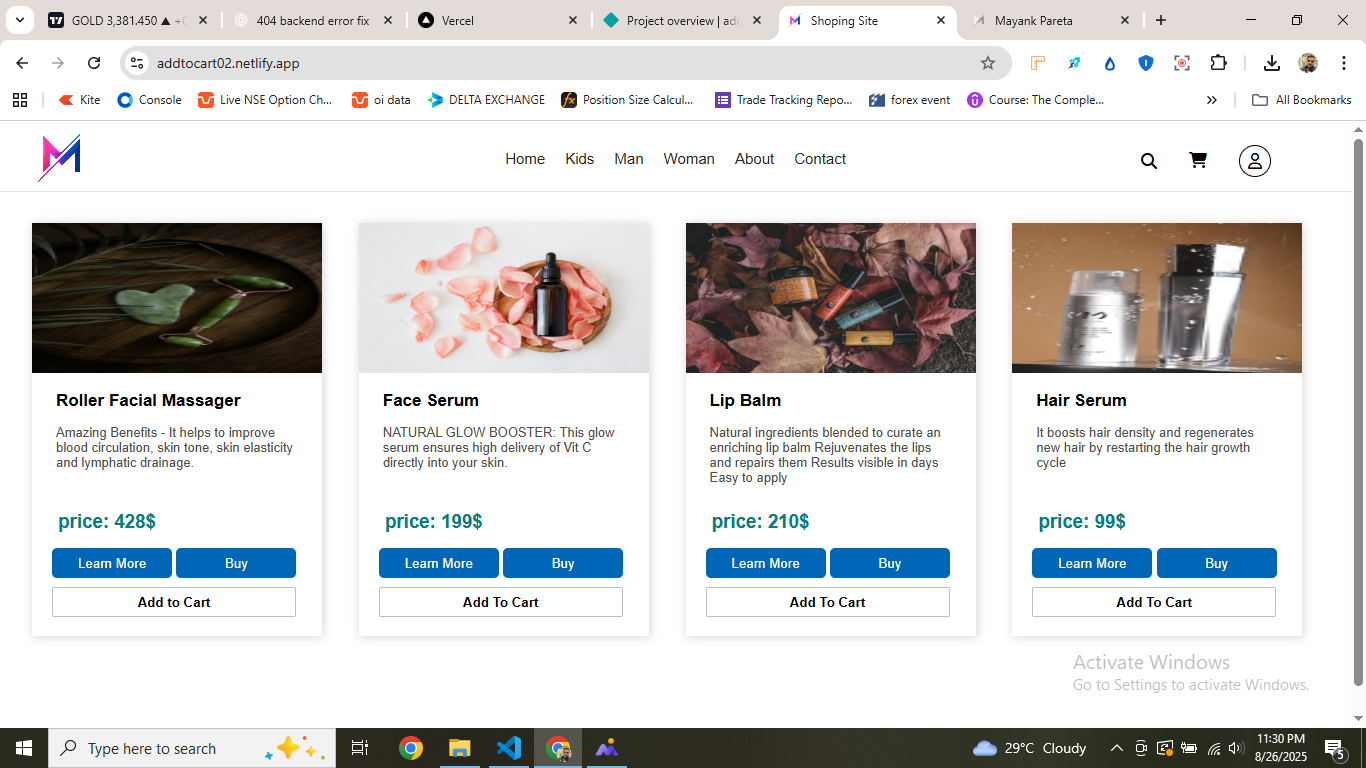 GOLD 3,381.450 ▲ +0
404 backend error fix
Vercel
Project overview | ad
Shoping Site
Mayank Pareta
addtocart02.netlify.app
Kite
Console
Live NSE Option Ch...
oi data
DELTA EXCHANGE
Position Size Calcul...
Trade Tracking Repo...
forex event
Course: The Comple...
All Bookmarks
Home
Kids
Man
Woman
About
Contact
Roller Facial Massager
Amazing Benefits - It helps to improve
blood circulation, skin tone, skin elasticity
and lymphatic drainage.
price: 428$
Learn More
Buy
Add to Cart
Face Serum
NATURAL GLOW BOOSTER: This glow
serum ensures high delivery of Vit C
directly into your skin.
price: 199$
Learn More
Buy
Add To Cart
Lip Balm
Natural ingredients blended to curate an
enriching lip balm Rejuvenates the lips
and repairs them Results visible in days
Easy to apply
price: 210$
Learn More
Buy
Add To Cart
Hair Serum
It boosts hair density and regenerates
new hair by restarting the hair growth
cycle
price: 99$
Learn More
Buy
Add To Cart
Activate Windows
Go to Settings to activate Windows.
Type here to search
29°C Cloudy
11:30 PM
8/26/2025
5